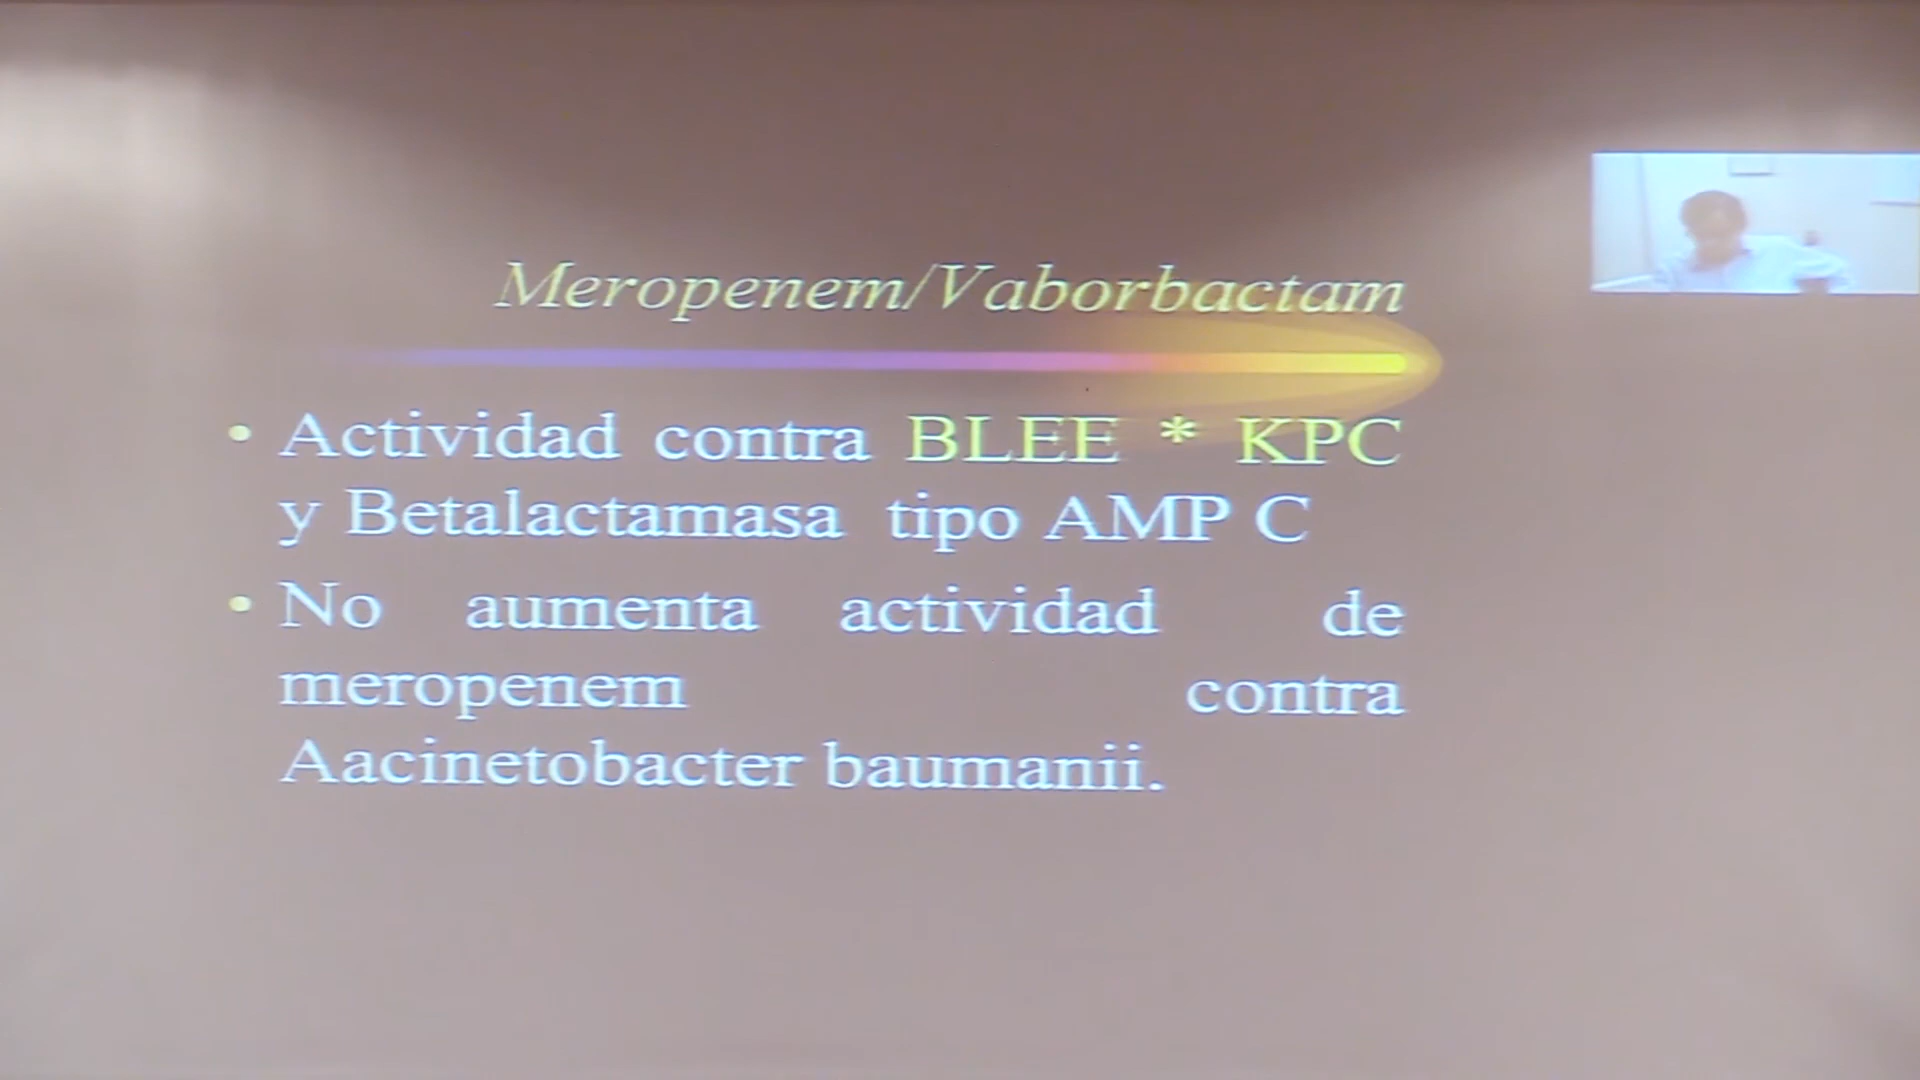 Meropenem/Vaborbactam
• Actividad contra BLEE * KPC
y Betalactamasa tipo AMP C
• No aumenta actividad de
meropenem contra
Aacinetobacter baumanii.